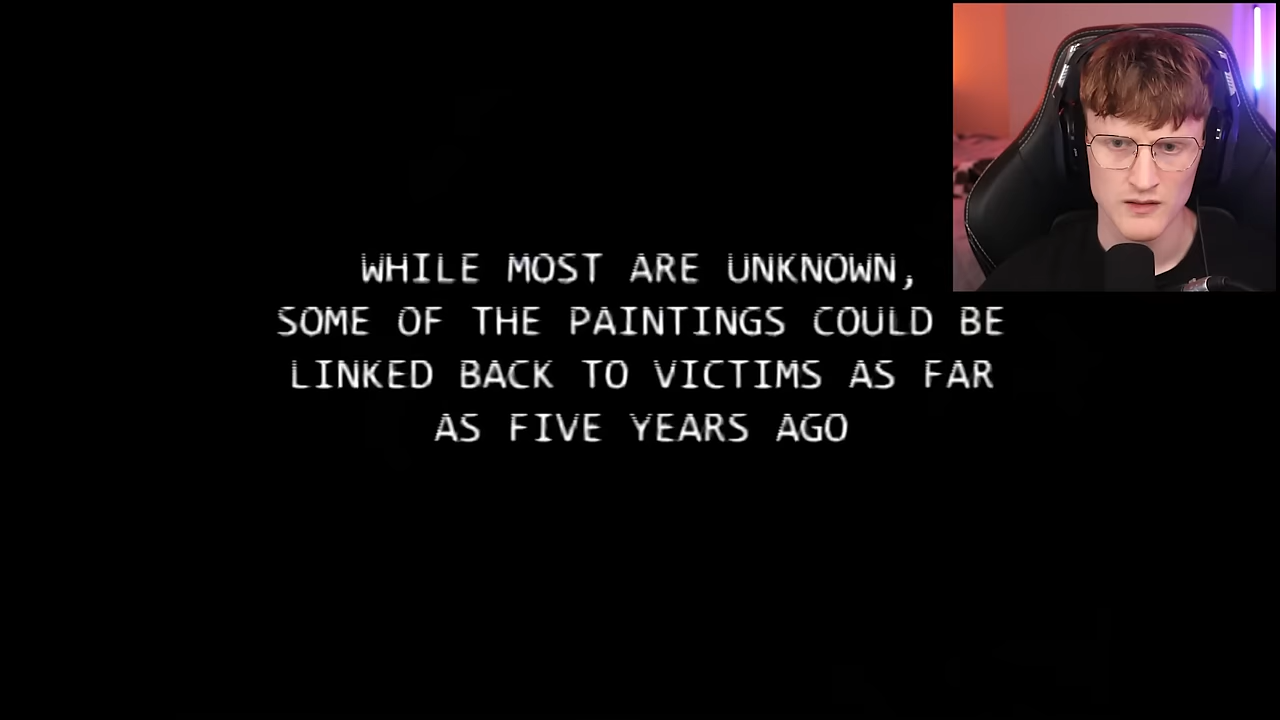 WHILE MOST ARE UNKNOWN,
SOME OF THE PAINTINGS COULD BE
LINKED BACK TO VICTIMS AS FAR
AS FIVE YEARS AGO